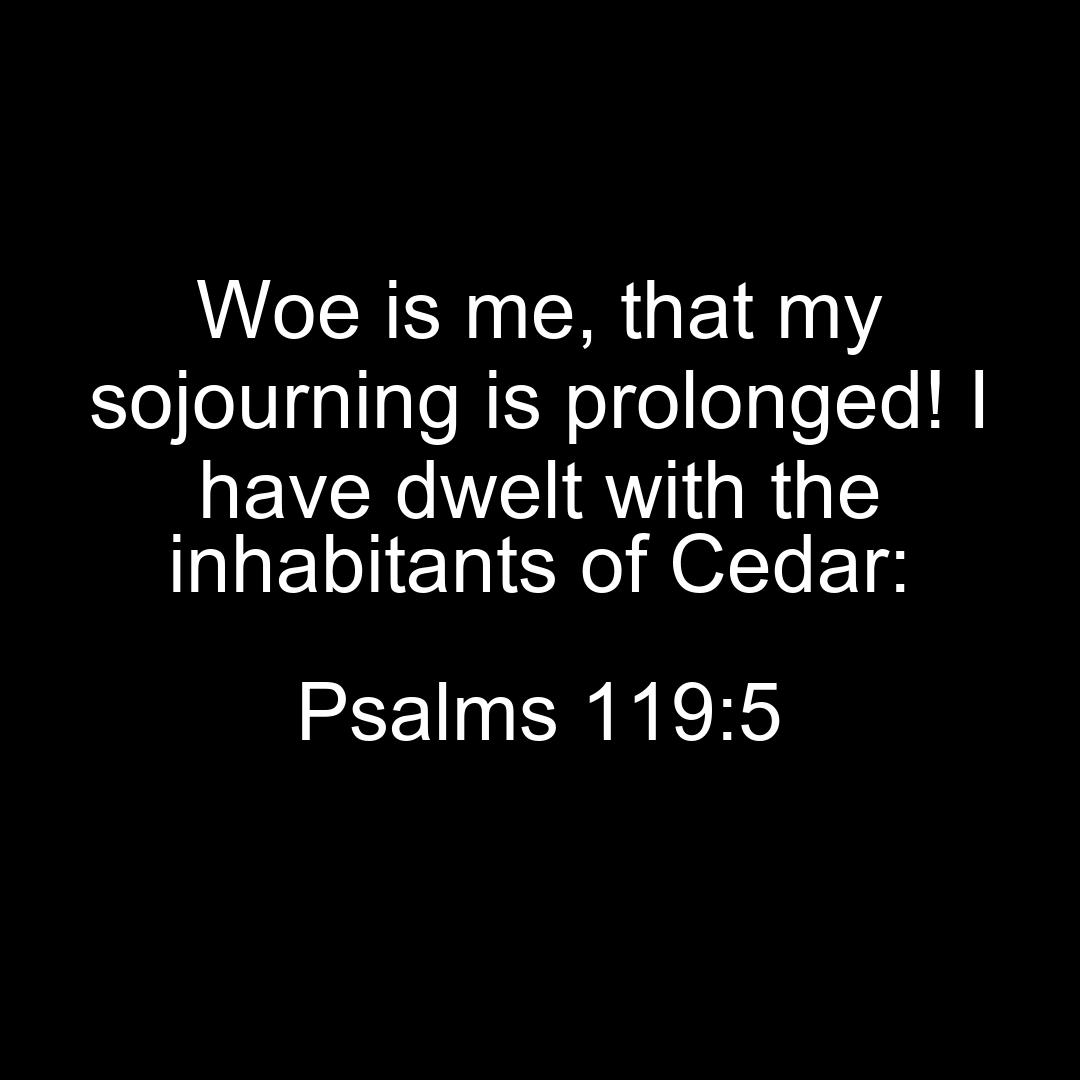 Woe is me, that my
sojourning is prolonged! I
have dwelt with the
inhabitants of Cedar:
Psalms 119:5